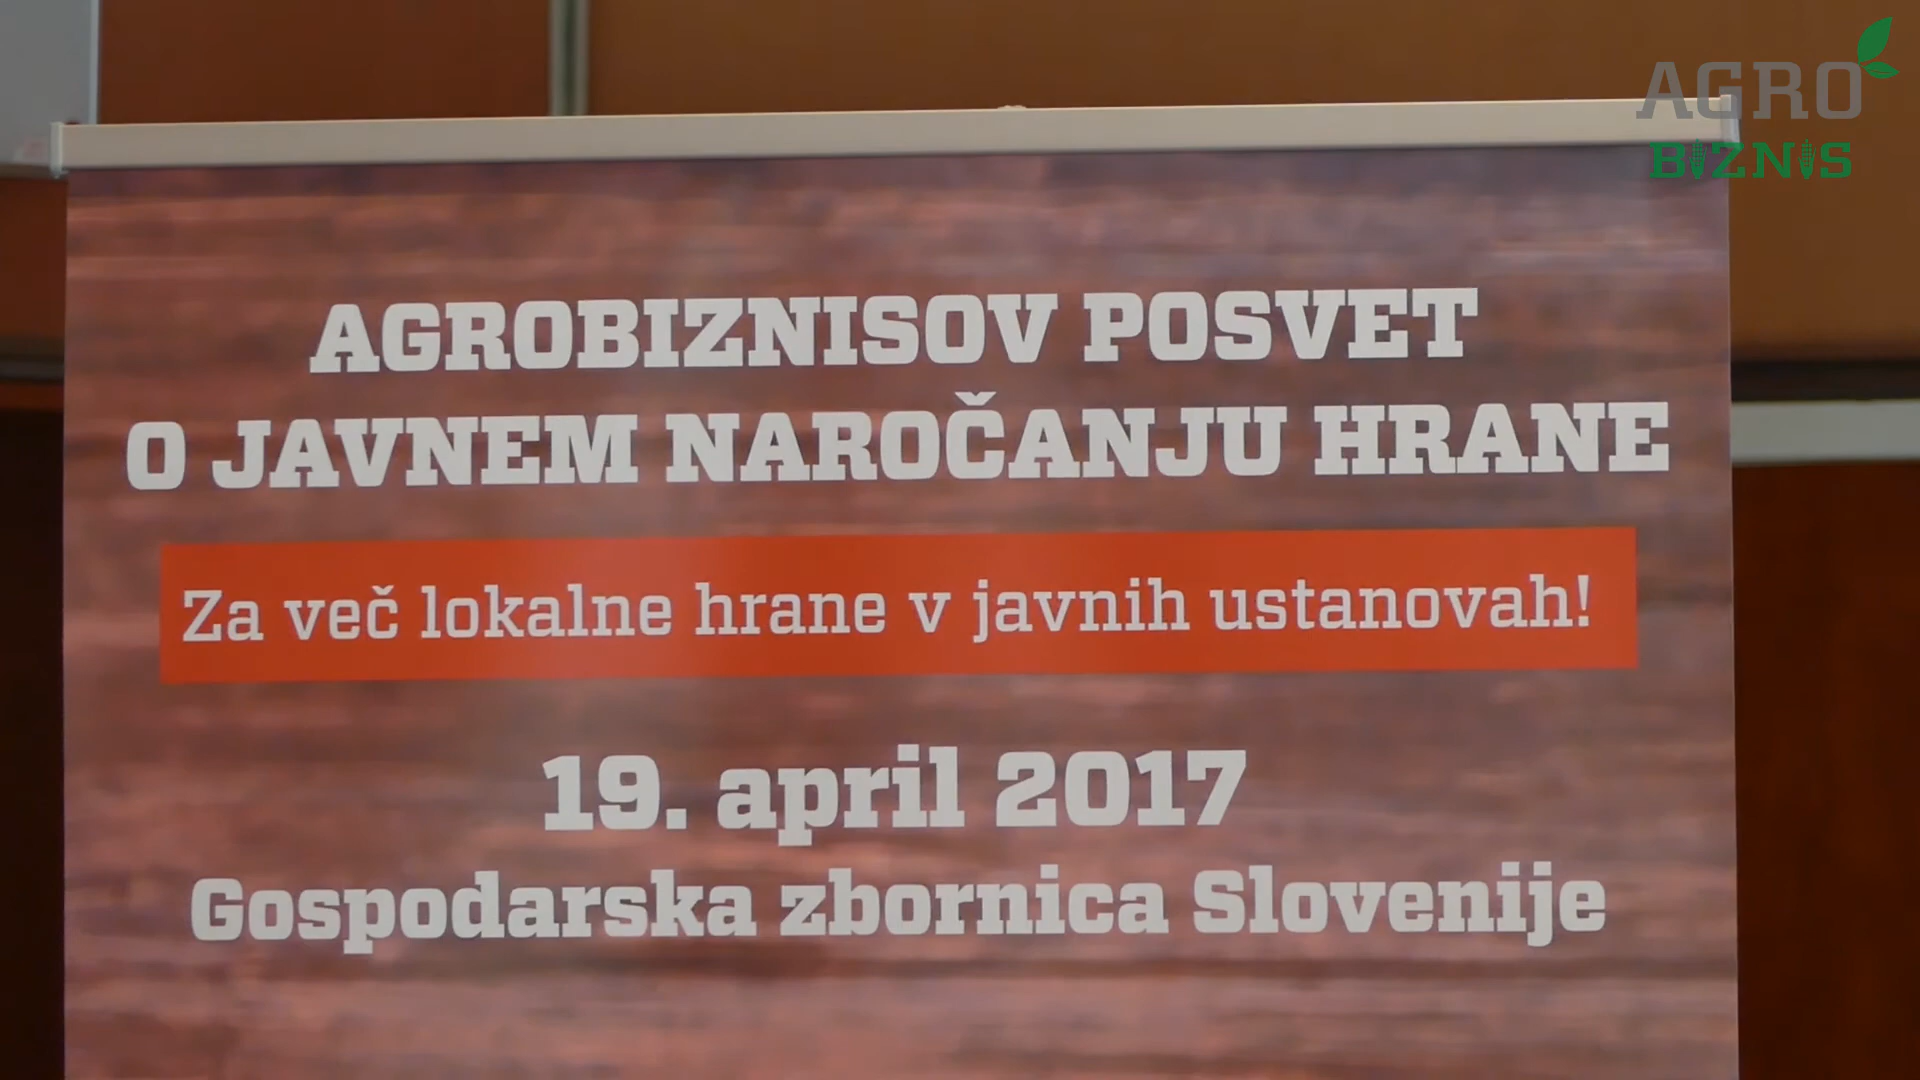 AGRO
BIZNIS
AGROBIZNISOV POSVET
O JAVNEM NAROČANJU HRANE
Za več lokalne hrane v javnih ustanovah!
19. april 2017
Gospodarska zbornica Slovenije